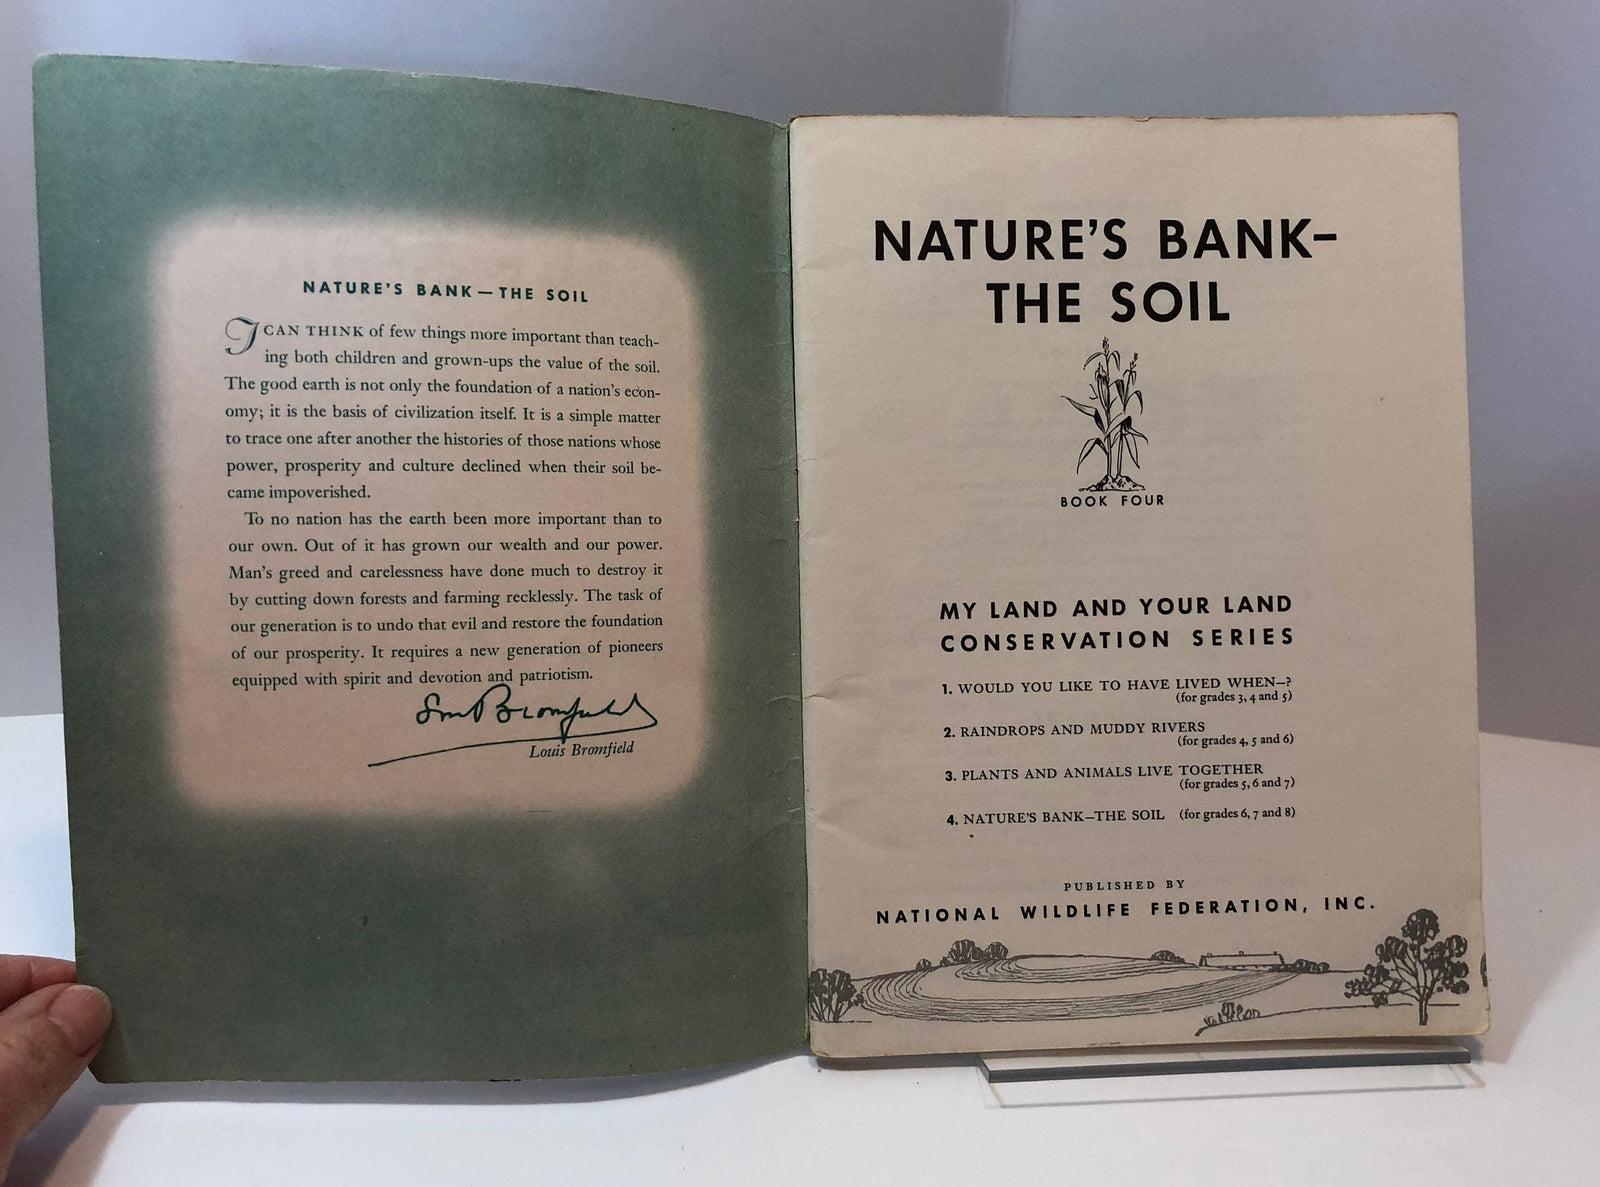 NATURE'S BANK—THE SOIL
I CAN THINK of few things more important than teach-
ing both children and grown-ups the value of the soil.
The good earth is not only the foundation of a nation's econ-
omy; it is the basis of civilization itself. It is a simple matter
to trace one after another the histories of those nations whose
power, prosperity and culture declined when their soil be-
came impoverished.
To no nation has the earth been more important than to
our own. Out of it has grown our wealth and our power.
Man's greed and carelessness have done much to destroy it
by cutting down forests and farming recklessly. The task of
our generation is to undo that evil and restore the foundation
of our prosperity. It requires a new generation of pioneers
equipped with spirit and devotion and patriotism.
Louis Bromfield
Louis Bromfield
NATURE'S BANK–
THE SOIL
BOOK FOUR
MY LAND AND YOUR LAND
CONSERVATION SERIES
1. WOULD YOU LIKE TO HAVE LIVED WHEN–?
(for grades 3, 4 and 5)
2. RAINDROPS AND MUDDY RIVERS
(for grades 4, 5 and 6)
3. PLANTS AND ANIMALS LIVE TOGETHER
(for grades 5, 6 and 7)
4. NATURE'S BANK–THE SOIL (for grades 6, 7 and 8)
PUBLISHED BY
NATIONAL WILDLIFE FEDERATION, INC.